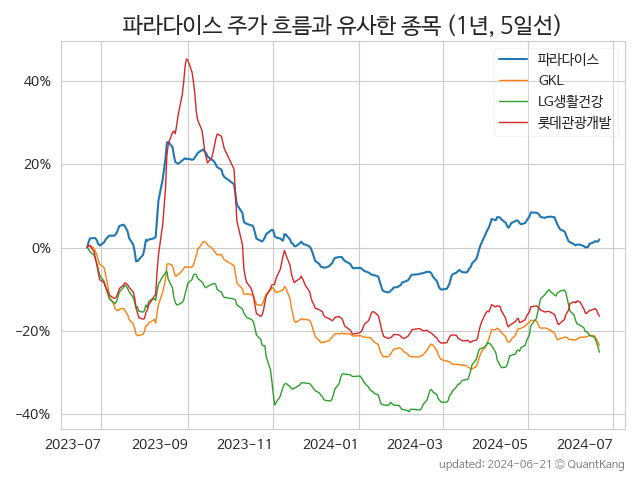 파라다이스 주가 흐름과 유사한 종목 (1년, 5일선)
파라다이스
GKL
LG생활건강
롯데관광개발
40%
20%
0%
−20%
−40%
2023-07 2023-09 2023-11 2024-01 2024-03 2024-05 2024-07
updated: 2024-06-21 © QuantKang